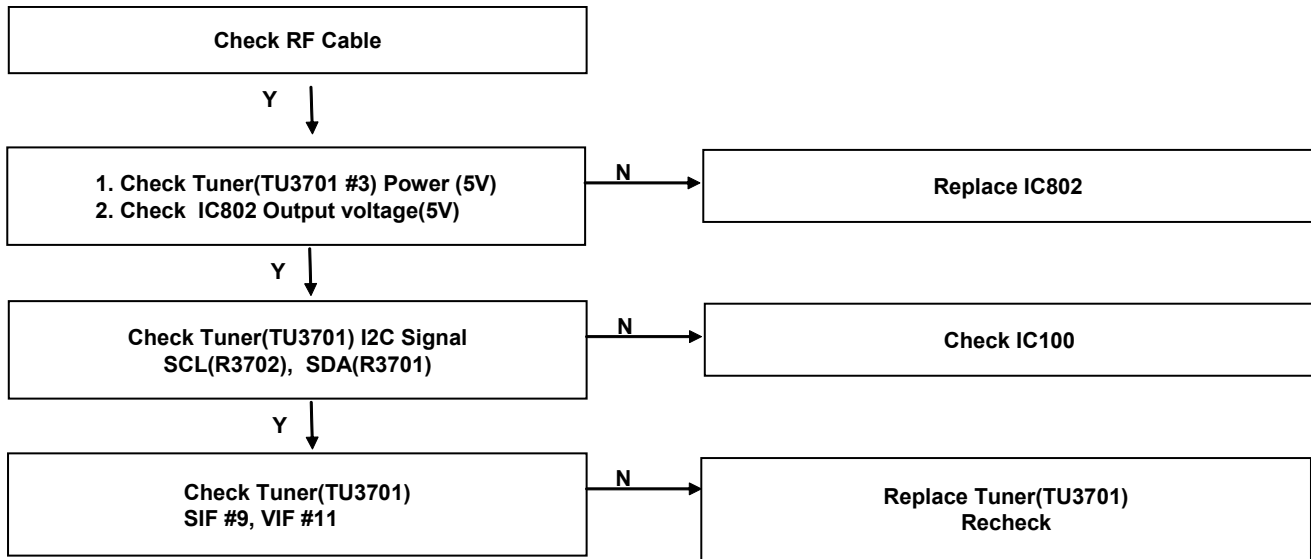 Check RF Cable
Y
1. Check Tuner(TU3701 #3) Power (5V)
2. Check IC802 Output voltage(5V)
N
Replace IC802
Y
Check Tuner(TU3701) I2C Signal
SCL(R3702), SDA(R3701)
N
Check IC100
Y
Check Tuner(TU3701)
SIF #9, VIF #11
N
Replace Tuner(TU3701)
Recheck